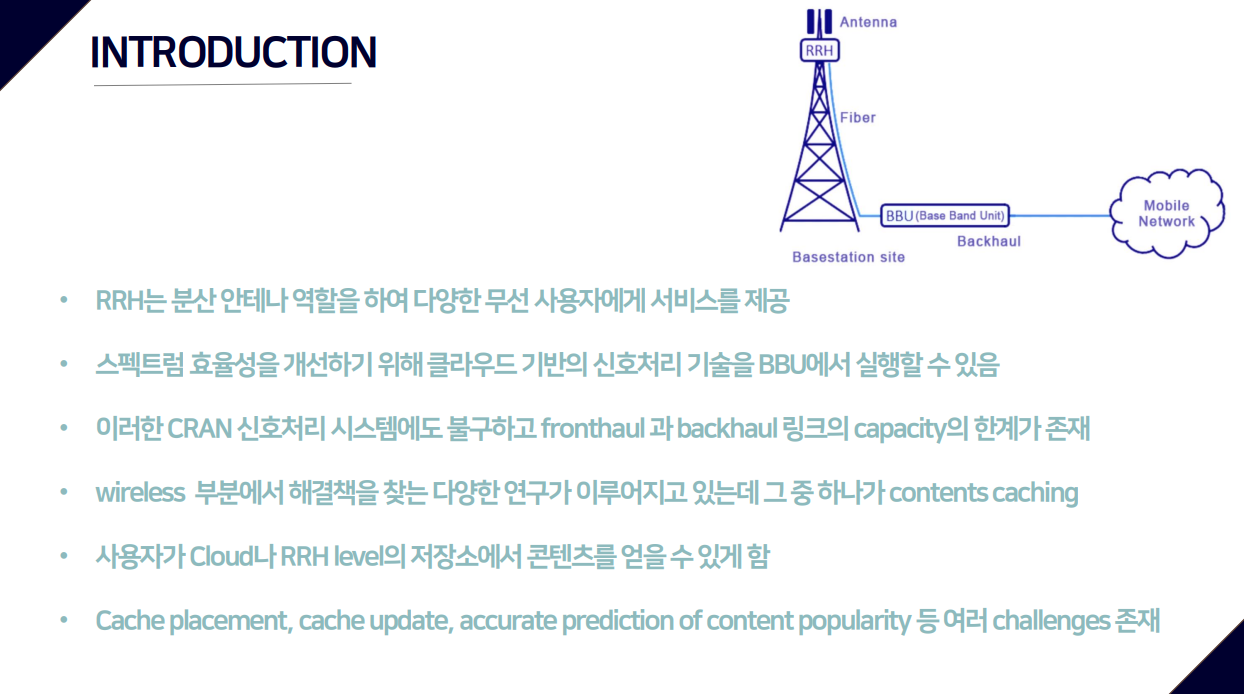 INTRODUCTION
Antenna
RRH
Fiber
BBU(Base Band Unit)
Mobile
Network
Backhaul
Basestation site
• RRH는 분산 안테나 역할을 하여 다양한 무선 사용자에게 서비스를 제공
• 스펙트럼 효율성을 개선하기 위해 클라우드 기반의 신호처리 기술을 BBU에서 실행할 수 있음
• 이러한 CRAN 신호처리 시스템에도 불구하고 fronthaul 과 backhaul 링크의 capacity의 한계가 존재
• wireless 부분에서 해결책을 찾는 다양한 연구가 이루어지고 있는데 그 중 하나가 contents caching
• 사용자가 Cloud나 RRH level의 저장소에서 콘텐츠를 얻을 수 있게 함
• Cache placement, cache update, accurate prediction of content popularity 등 여러 challenges 존재